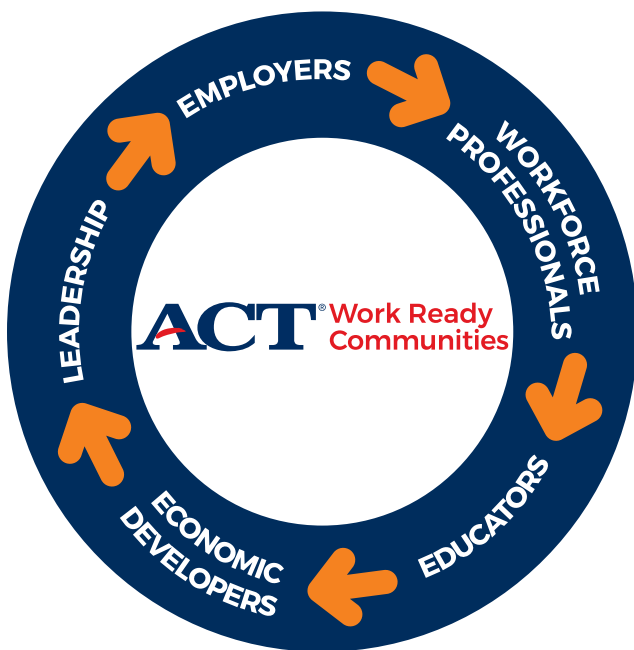 EMPLOYERS
WORKFORCE
PROFESSIONALS
EDUCATORS
ECONOMIC
DEVELOPERS
LEADERSHIP
ACT® Work Ready
Communities